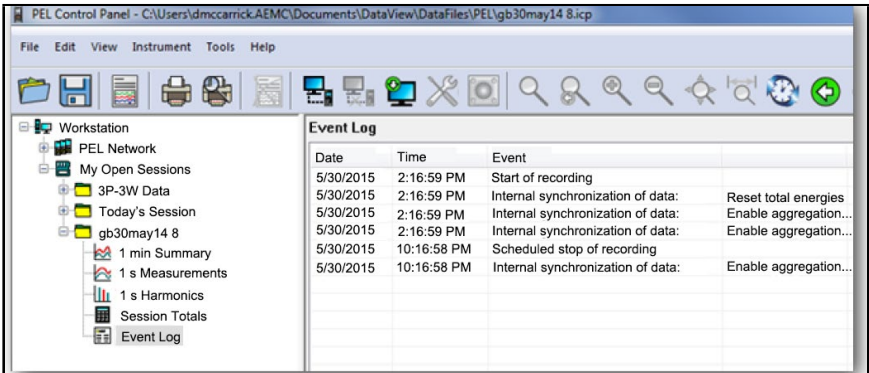 PEL Control Panel - C:\Users\dmccarrick.AEMC\Documents\DataView\DataFiles\PEL\gb30may14 8.icp
File Edit View Instrument Tools Help
Workstation
PEL Network
My Open Sessions
3P-3W Data
Today's Session
gb30may14 8
1 min Summary
1 s Measurements
1 s Harmonics
Session Totals
Event Log
Event Log
Date Time Event
5/30/2015 2:16:59 PM Start of recording
5/30/2015 2:16:59 PM Internal synchronization of data: Reset total energies
5/30/2015 2:16:59 PM Internal synchronization of data: Enable aggregation...
5/30/2015 2:16:59 PM Internal synchronization of data: Enable aggregation...
5/30/2015 10:16:58 PM Scheduled stop of recording
5/30/2015 10:16:58 PM Internal synchronization of data: Enable aggregation...